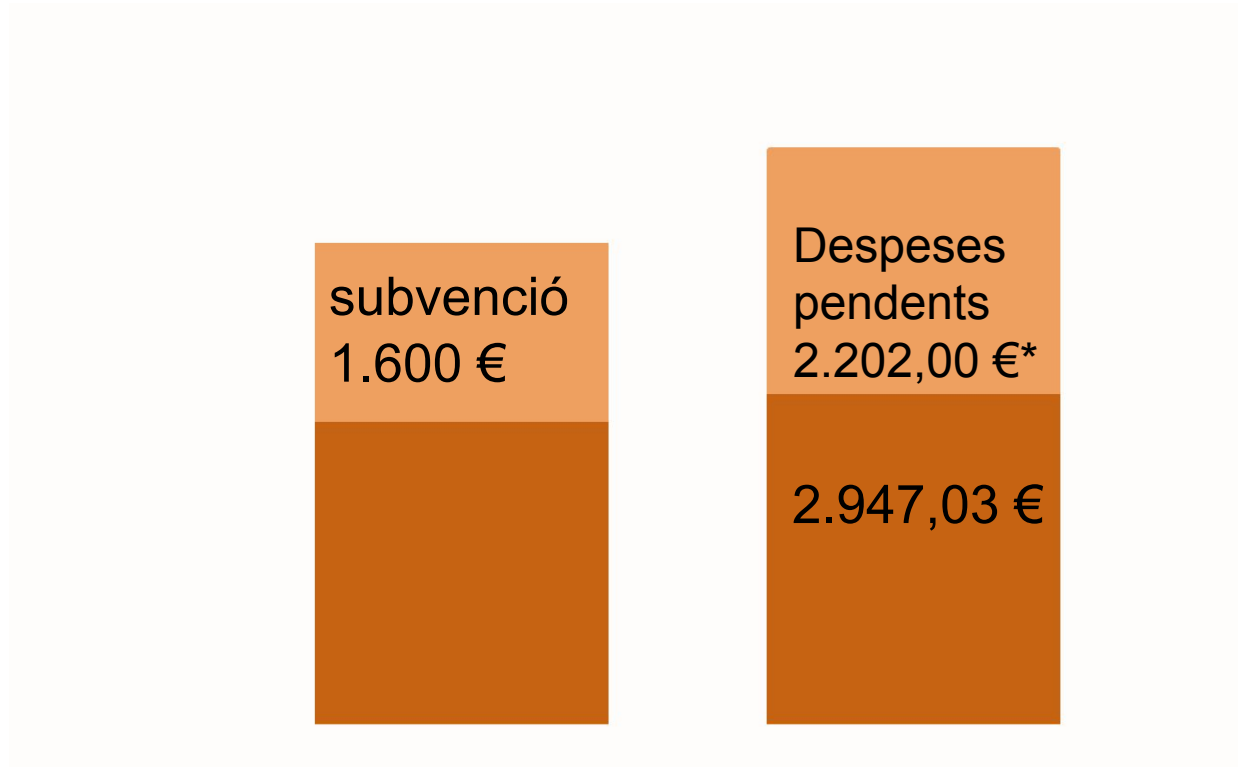 subvenció
1.600 €
Despeses
pendents
2.202,00 €*
2.947,03 €